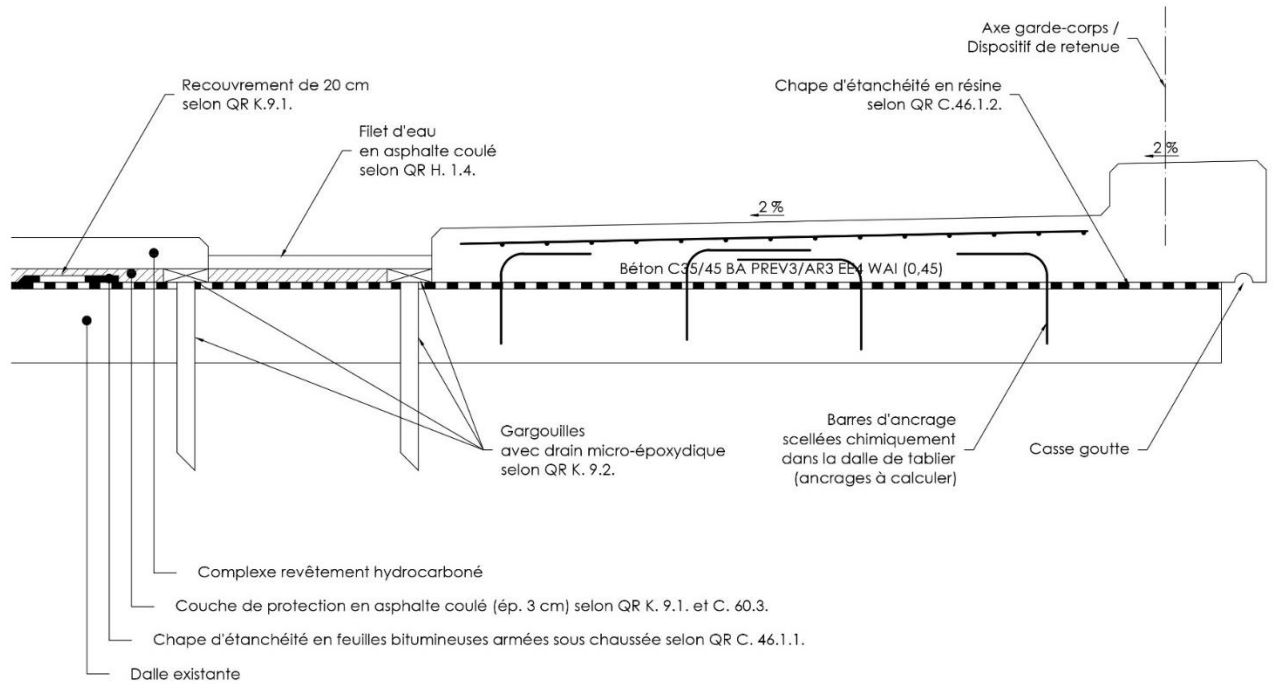 Axe garde-corps /
Dispositif de retenue
Recouvrement de 20 cm
selon QR K.9.1.
Chape d'étanchéité en résine
selon QR C.46.1.2.
Filet d'eau
en asphalte coulé
selon QR H. 1.4.
2 %
2 %
Béton C35/45 BA PREV3/AR3 EE4 WAI (0,45)
Gargouilles
avec drain micro-époxydique
selon QR K. 9.2.
Barres d'ancrage
scellées chimiquement
dans la dalle de tablier
(ancrages à calculer)
Casse goutte
Complexe revêtement hydrocarboné
Couche de protection en asphalte coulé (ép. 3 cm) selon QR K. 9.1. et C. 60.3.
Chape d'étanchéité en feuilles bitumineuses armées sous chaussée selon QR C. 46.1.1.
Dalle existante